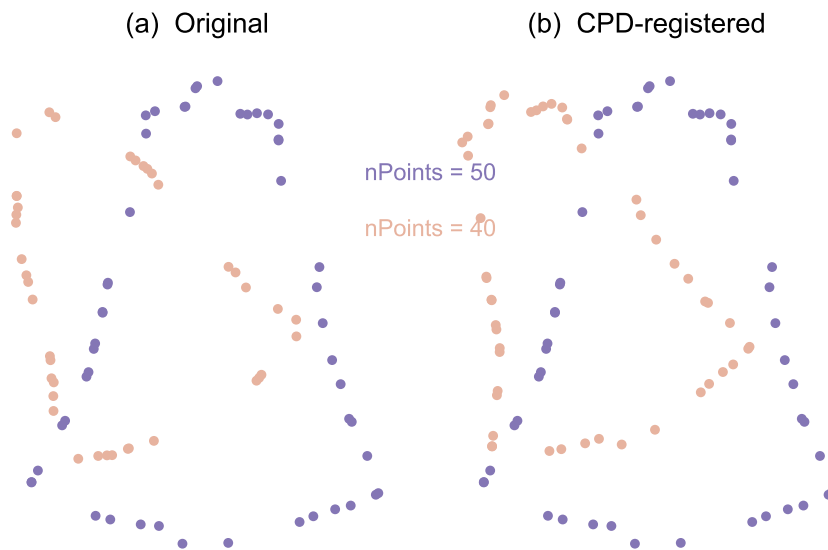 (a) Original
(b) CPD-registered
nPoints = 50
nPoints = 40